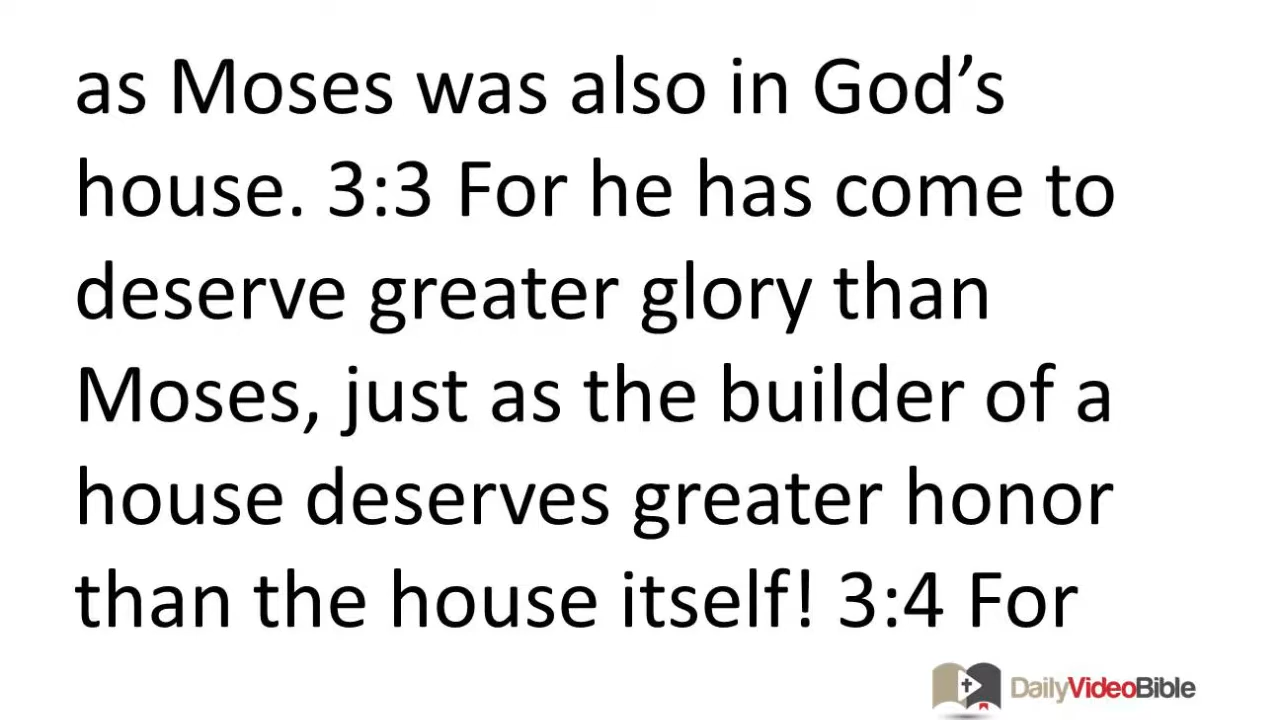 as Moses was also in God’s
house. 3:3 For he has come to
deserve greater glory than
Moses, just as the builder of a
house deserves greater honor
than the house itself! 3:4 For
DailyVideoBible